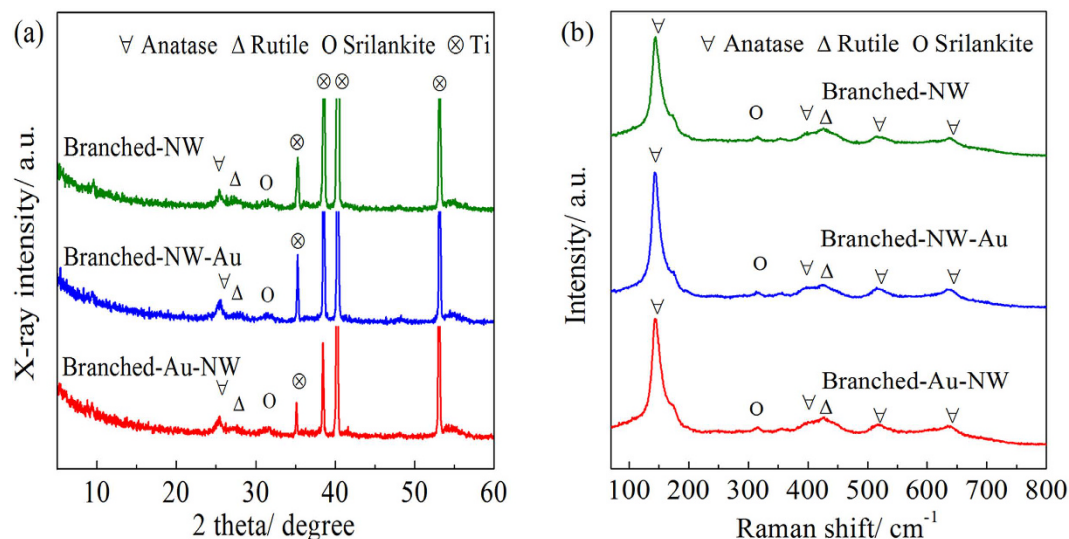 (a)
∀ Anatase Δ Rutile O Srilankite ⊗ Ti
⊗ ⊗ ⊗
Branched-NW
∀ Δ O ⊗
Branched-NW-Au
∀ Δ O ⊗
Branched-Au-NW
∀ Δ O ⊗
X-ray intensity/ a.u.
10 20 30 40 50 60
2 theta/ degree
(b)
∀ Anatase Δ Rutile O Srilankite
Branched-NW
O ∀ Δ ∀ ∀
∀
Branched-NW-Au
O ∀ Δ ∀ ∀
∀
Branched-Au-NW
O ∀ Δ ∀ ∀
Intensity/ a.u.
100 200 300 400 500 600 700 800
Raman shift/ cm⁻¹